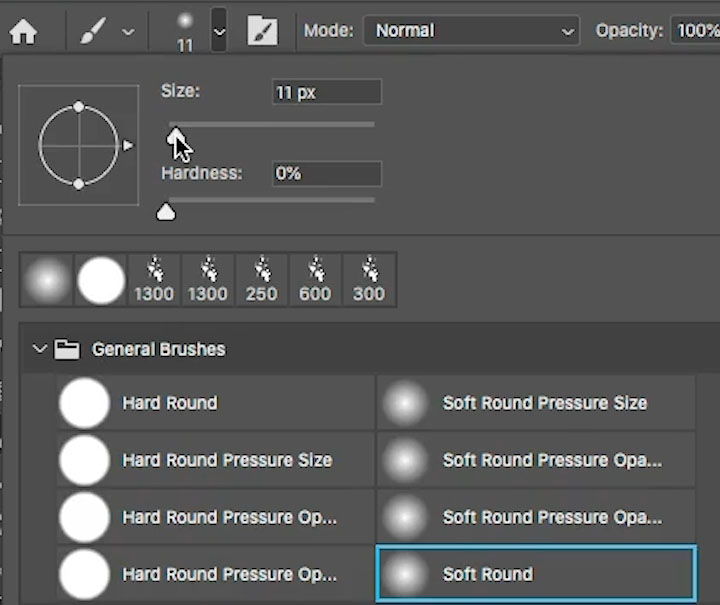 11
Mode:
Normal
Opacity:
100%
Size:
11 px
Hardness:
0%
1300
1300
250
600
300
General Brushes
Hard Round
Soft Round Pressure Size
Hard Round Pressure Size
Soft Round Pressure Opa...
Hard Round Pressure Op...
Soft Round Pressure Opa...
Hard Round Pressure Op...
Soft Round